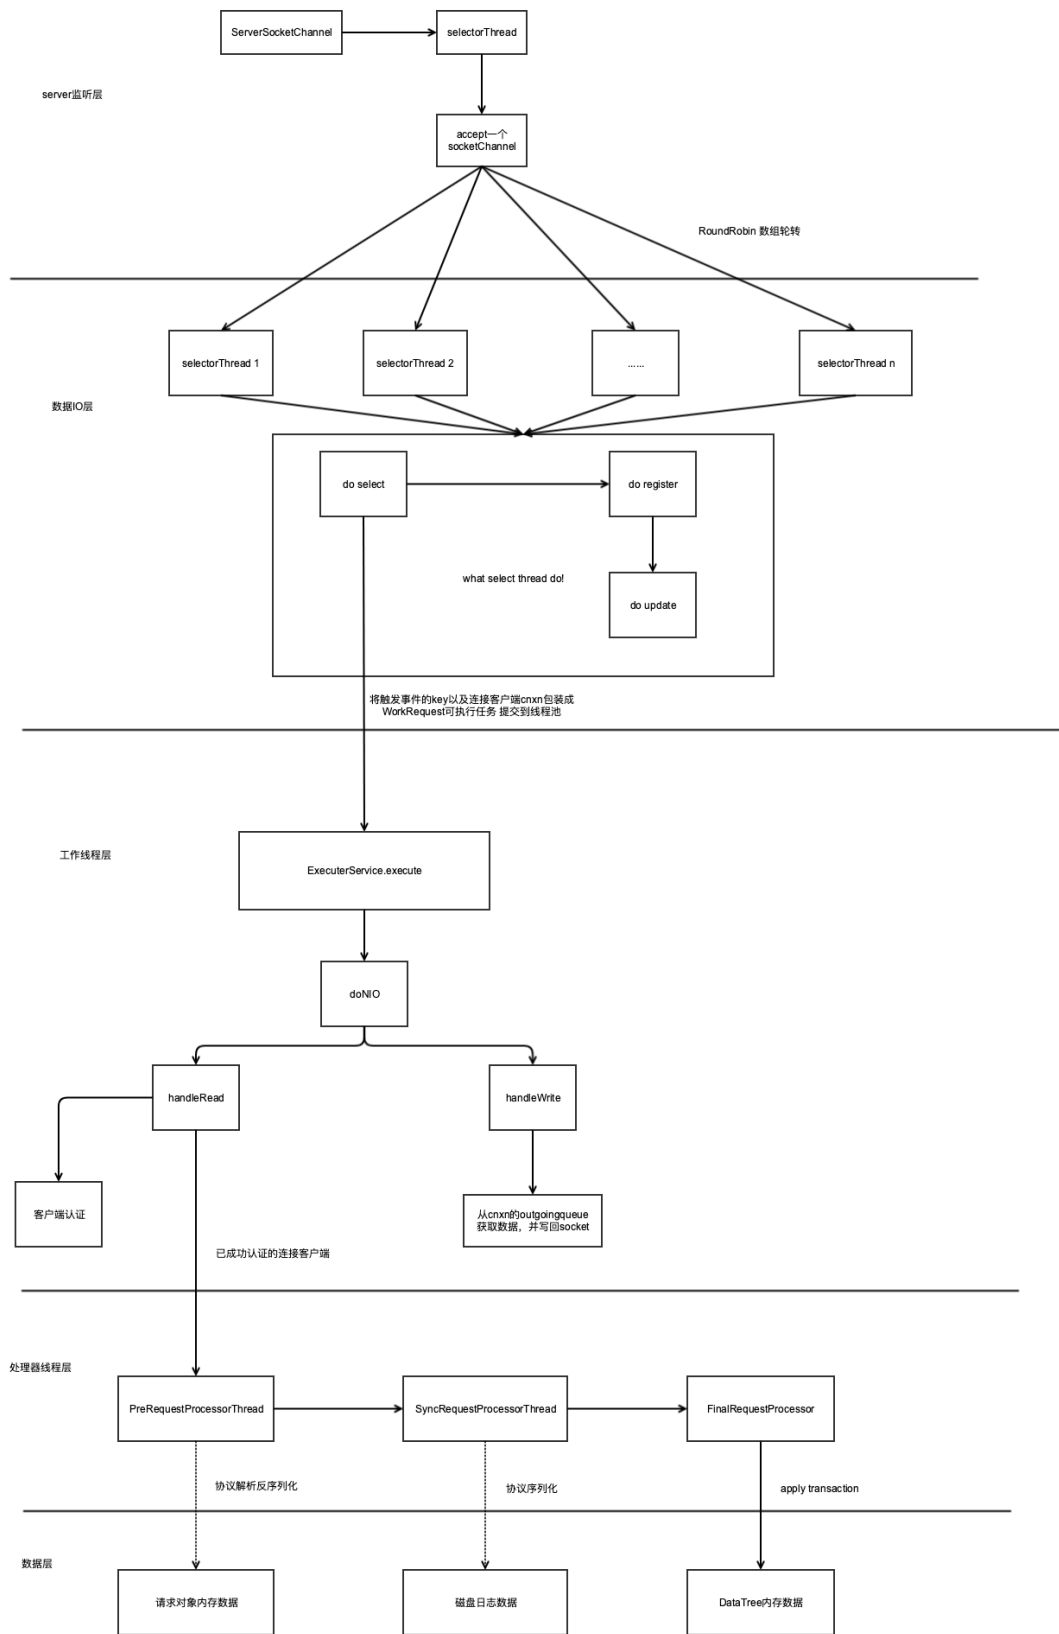 ServerSocketChannel
selectorThread
server监听层
accept一个
socketChannel
RoundRobin 数组轮转
selectorThread 1
selectorThread 2
......
selectorThread n
数据IO层
do select
do register
what select thread do!
do update
将触发事件的key以及连接客户端cnxn包装成
WorkRequest可执行任务 提交到线程池
工作线程层
ExecuterService.execute
doNIO
handleRead
handleWrite
客户端认证
从cnxn的outgoingqueue
获取数据，并写回socket
已成功认证的连接客户端
处理器线程层
PreRequestProcessorThread
SyncRequestProcessorThread
FinalRequestProcessor
协议解析反序列化
协议序列化
apply transaction
数据层
请求对象内存数据
磁盘日志数据
DataTree内存数据